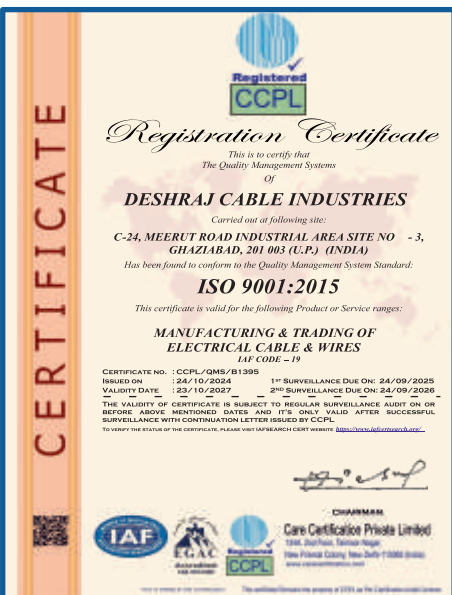 CERTIFICATE
Registered
CCPL
Registration Certificate
This is to certify that
The Quality Management Systems
Of
DESHRAJ CABLE INDUSTRIES
Carried out at following site:
C-24, MEERUT ROAD INDUSTRIAL AREA SITE NO - 3,
GHAZIABAD, 201 003 (U.P.) (INDIA)
Has been found to conform to the Quality Management System Standard:
ISO 9001:2015
This certificate is valid for the following Product or Service ranges:
MANUFACTURING & TRADING OF
ELECTRICAL CABLE & WIRES
IAF CODE – 19
CERTIFICATE NO. : CCPL/QMS/B1395
ISSUED ON : 24/10/2024 1ST SURVEILLANCE DUE ON: 24/09/2025
VALIDITY DATE : 23/10/2027 2ND SURVEILLANCE DUE ON: 24/09/2026
THE VALIDITY OF CERTIFICATE IS SUBJECT TO REGULAR SURVEILLANCE AUDIT ON OR
BEFORE ABOVE MENTIONED DATES AND IT'S ONLY VALID AFTER SUCCESSFUL
SURVEILLANCE WITH CONTINUATION LETTER ISSUED BY CCPL
TO VERIFY THE STATUS OF THE CERTIFICATE, PLEASE VISIT IAFSEARCH CERT WEBSITE https://www.iafcertsearch.org/
CHAIRMAN
Care Certification Private Limited
IAF
EGAC
Accredited
Registered
CCPL